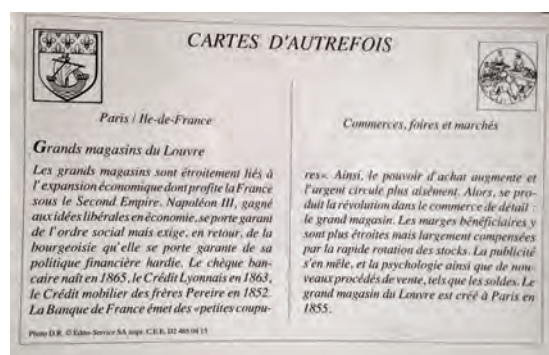 CARTES D'AUTREFOIS
Paris / Ile-de-France
Grands magasins du Louvre
Les grands magasins sont étroitement liés à
l'expansion économique dont profite la France
sous le Second Empire. Napoléon III, gagné
aux idées libérales en économie, se porte garant
de l'ordre social mais exige, en retour, de la
bourgeoisie qu'elle se porte garante de sa
politique financière hardie. Le chèque ban-
caire naît en 1865, le Crédit Lyonnais en 1863,
le Crédit mobilier des frères Pereire en 1852.
La Banque de France émet des «petites coupu-
Commerces, foires et marchés
res«. Ainsi, le pouvoir d'achat augmente et
l'argent circule plus aisément. Alors, se pro-
duit la révolution dans le commerce de détail :
le grand magasin. Les marges bénéficiaires y
sont plus étroites mais largement compensées
par la rapide rotation des stocks. La publicité
s'en mêle, et la psychologie ainsi que de nou-
veaux procédés de vente, tels que les soldes. Le
grand magasin du Louvre est créé à Paris en
1855.
Photo D.R. © Edito-Service SA impr. C.E.E. D2 465 04 15